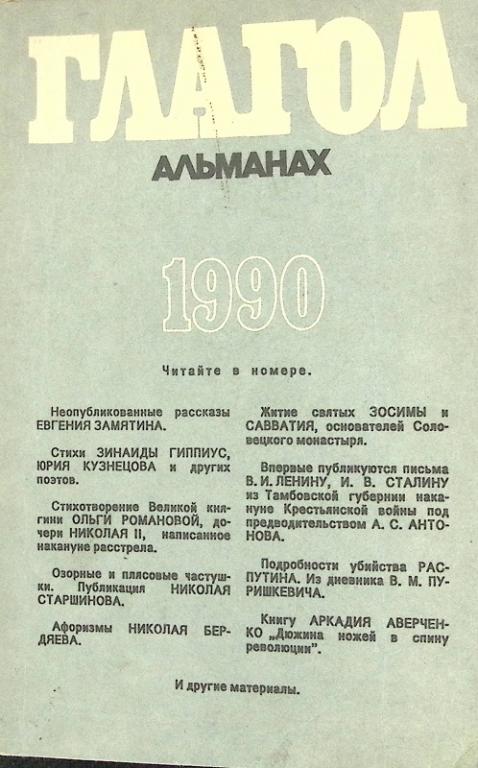 ГЛАГОЛ
АЛЬМАНАХ
1990
Читайте в номере.
Неопубликованные рассказы
ЕВГЕНИЯ ЗАМЯТИНА.
Стихи ЗИНАИДЫ ГИППИУС,
ЮРИЯ КУЗНЕЦОВА и других
поэтов.
Стихотворение Великой кня-
гини ОЛЬГИ РОМАНОВОЙ, до-
чери НИКОЛАЯ II, написанное
накануне расстрела.
Озорные и плясовые частуш-
ки. Публикация НИКОЛАЯ
СТАРШИНОВА.
Афоризмы НИКОЛАЯ БЕР-
ДЯЕВА.
Житие святых ЗОСИМЫ и
САВВАТИЯ, основателей Соло-
вецкого монастыря.
Впервые публикуются письма
В. И. ЛЕНИНУ, И. В. СТАЛИНУ
из Тамбовской губернии нака-
нуне Крестьянской войны под
предводительством А. С. АНТО-
НОВА.
Подробности убийства РАС-
ПУТИНА. Из дневника В. М. ПУ-
РИШКЕВИЧА.
Книгу АРКАДИЯ АВЕРЧЕН-
КО „Дюжина ножей в спину
революции".
И другие материалы.